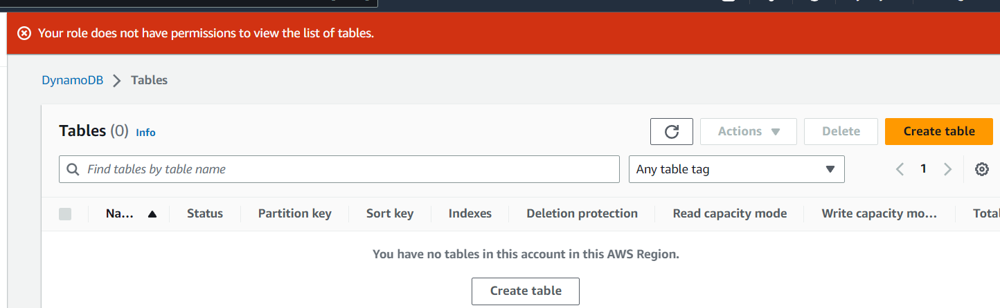 Your role does not have permissions to view the list of tables.
DynamoDB Tables
Tables (0) Info
Actions Delete Create table
Find tables by table name Any table tag 1
Na... Status Partition key Sort key Indexes Deletion protection Read capacity mode Write capacity mo... Total
You have no tables in this account in this AWS Region.
Create table